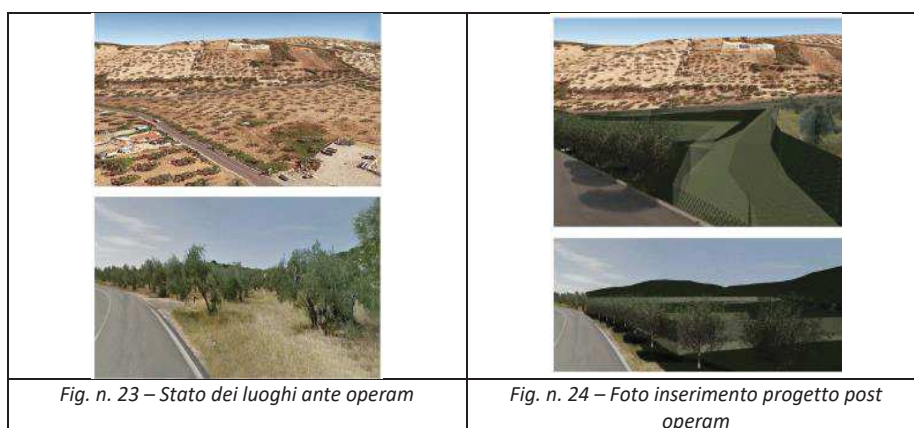 Fig. n. 23 – Stato dei luoghi ante operam
Fig. n. 24 – Foto inserimento progetto post
operam